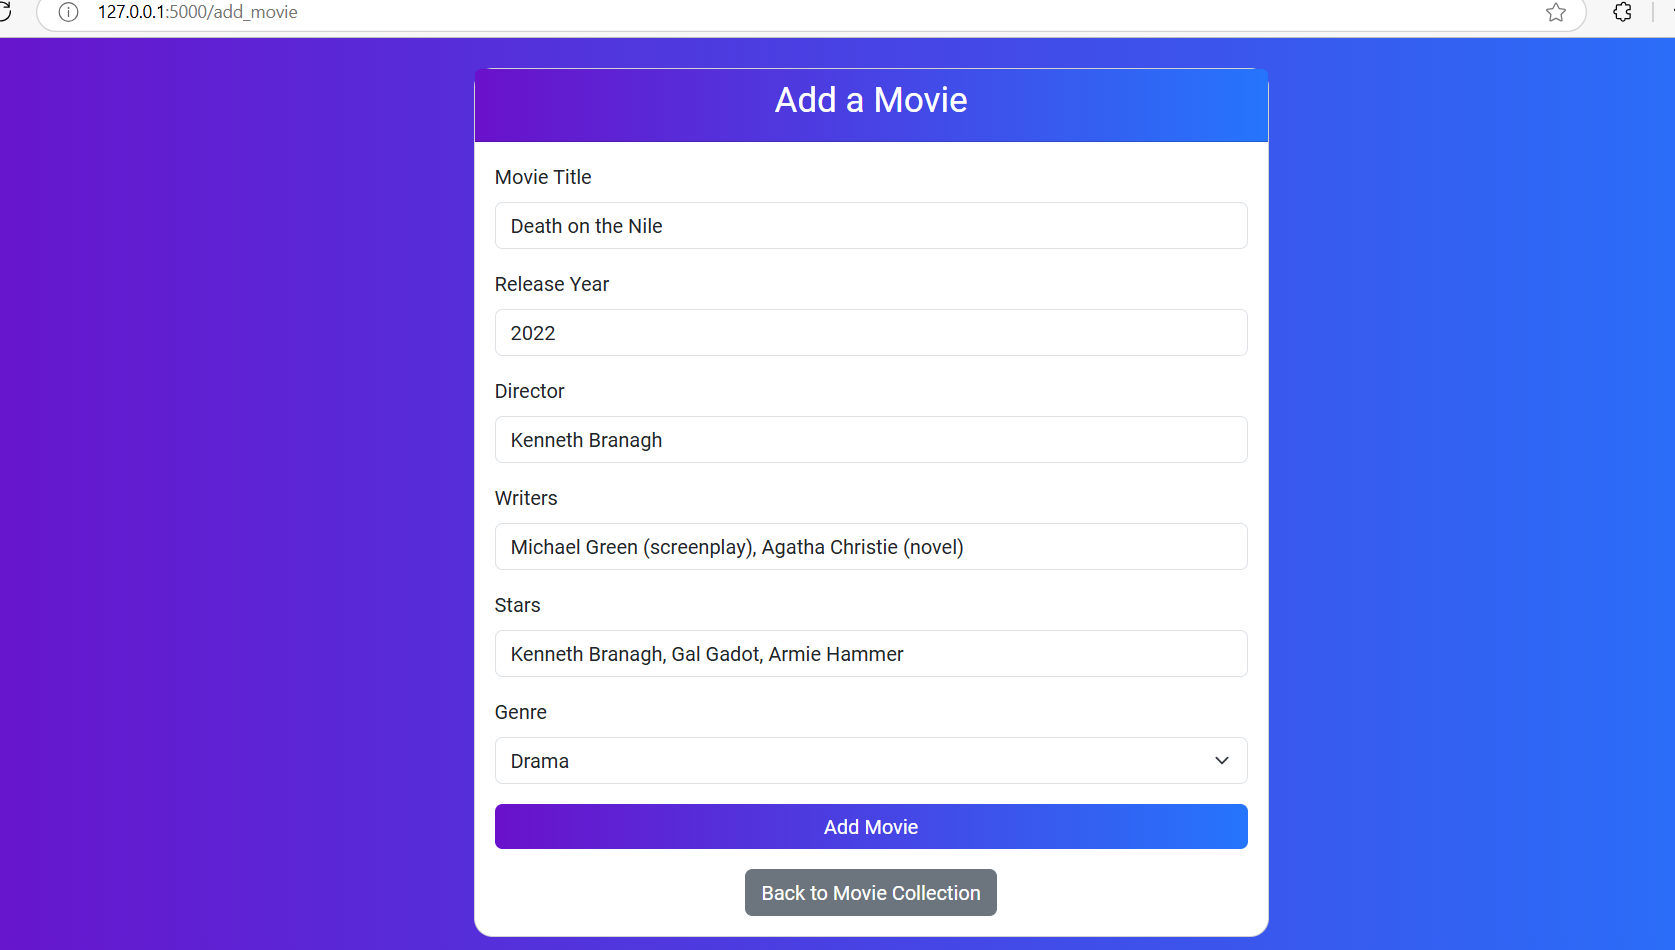 127.0.0.1:5000/add_movie
Add a Movie
Movie Title
Death on the Nile
Release Year
2022
Director
Kenneth Branagh
Writers
Michael Green (screenplay), Agatha Christie (novel)
Stars
Kenneth Branagh, Gal Gadot, Armie Hammer
Genre
Drama
Add Movie
Back to Movie Collection